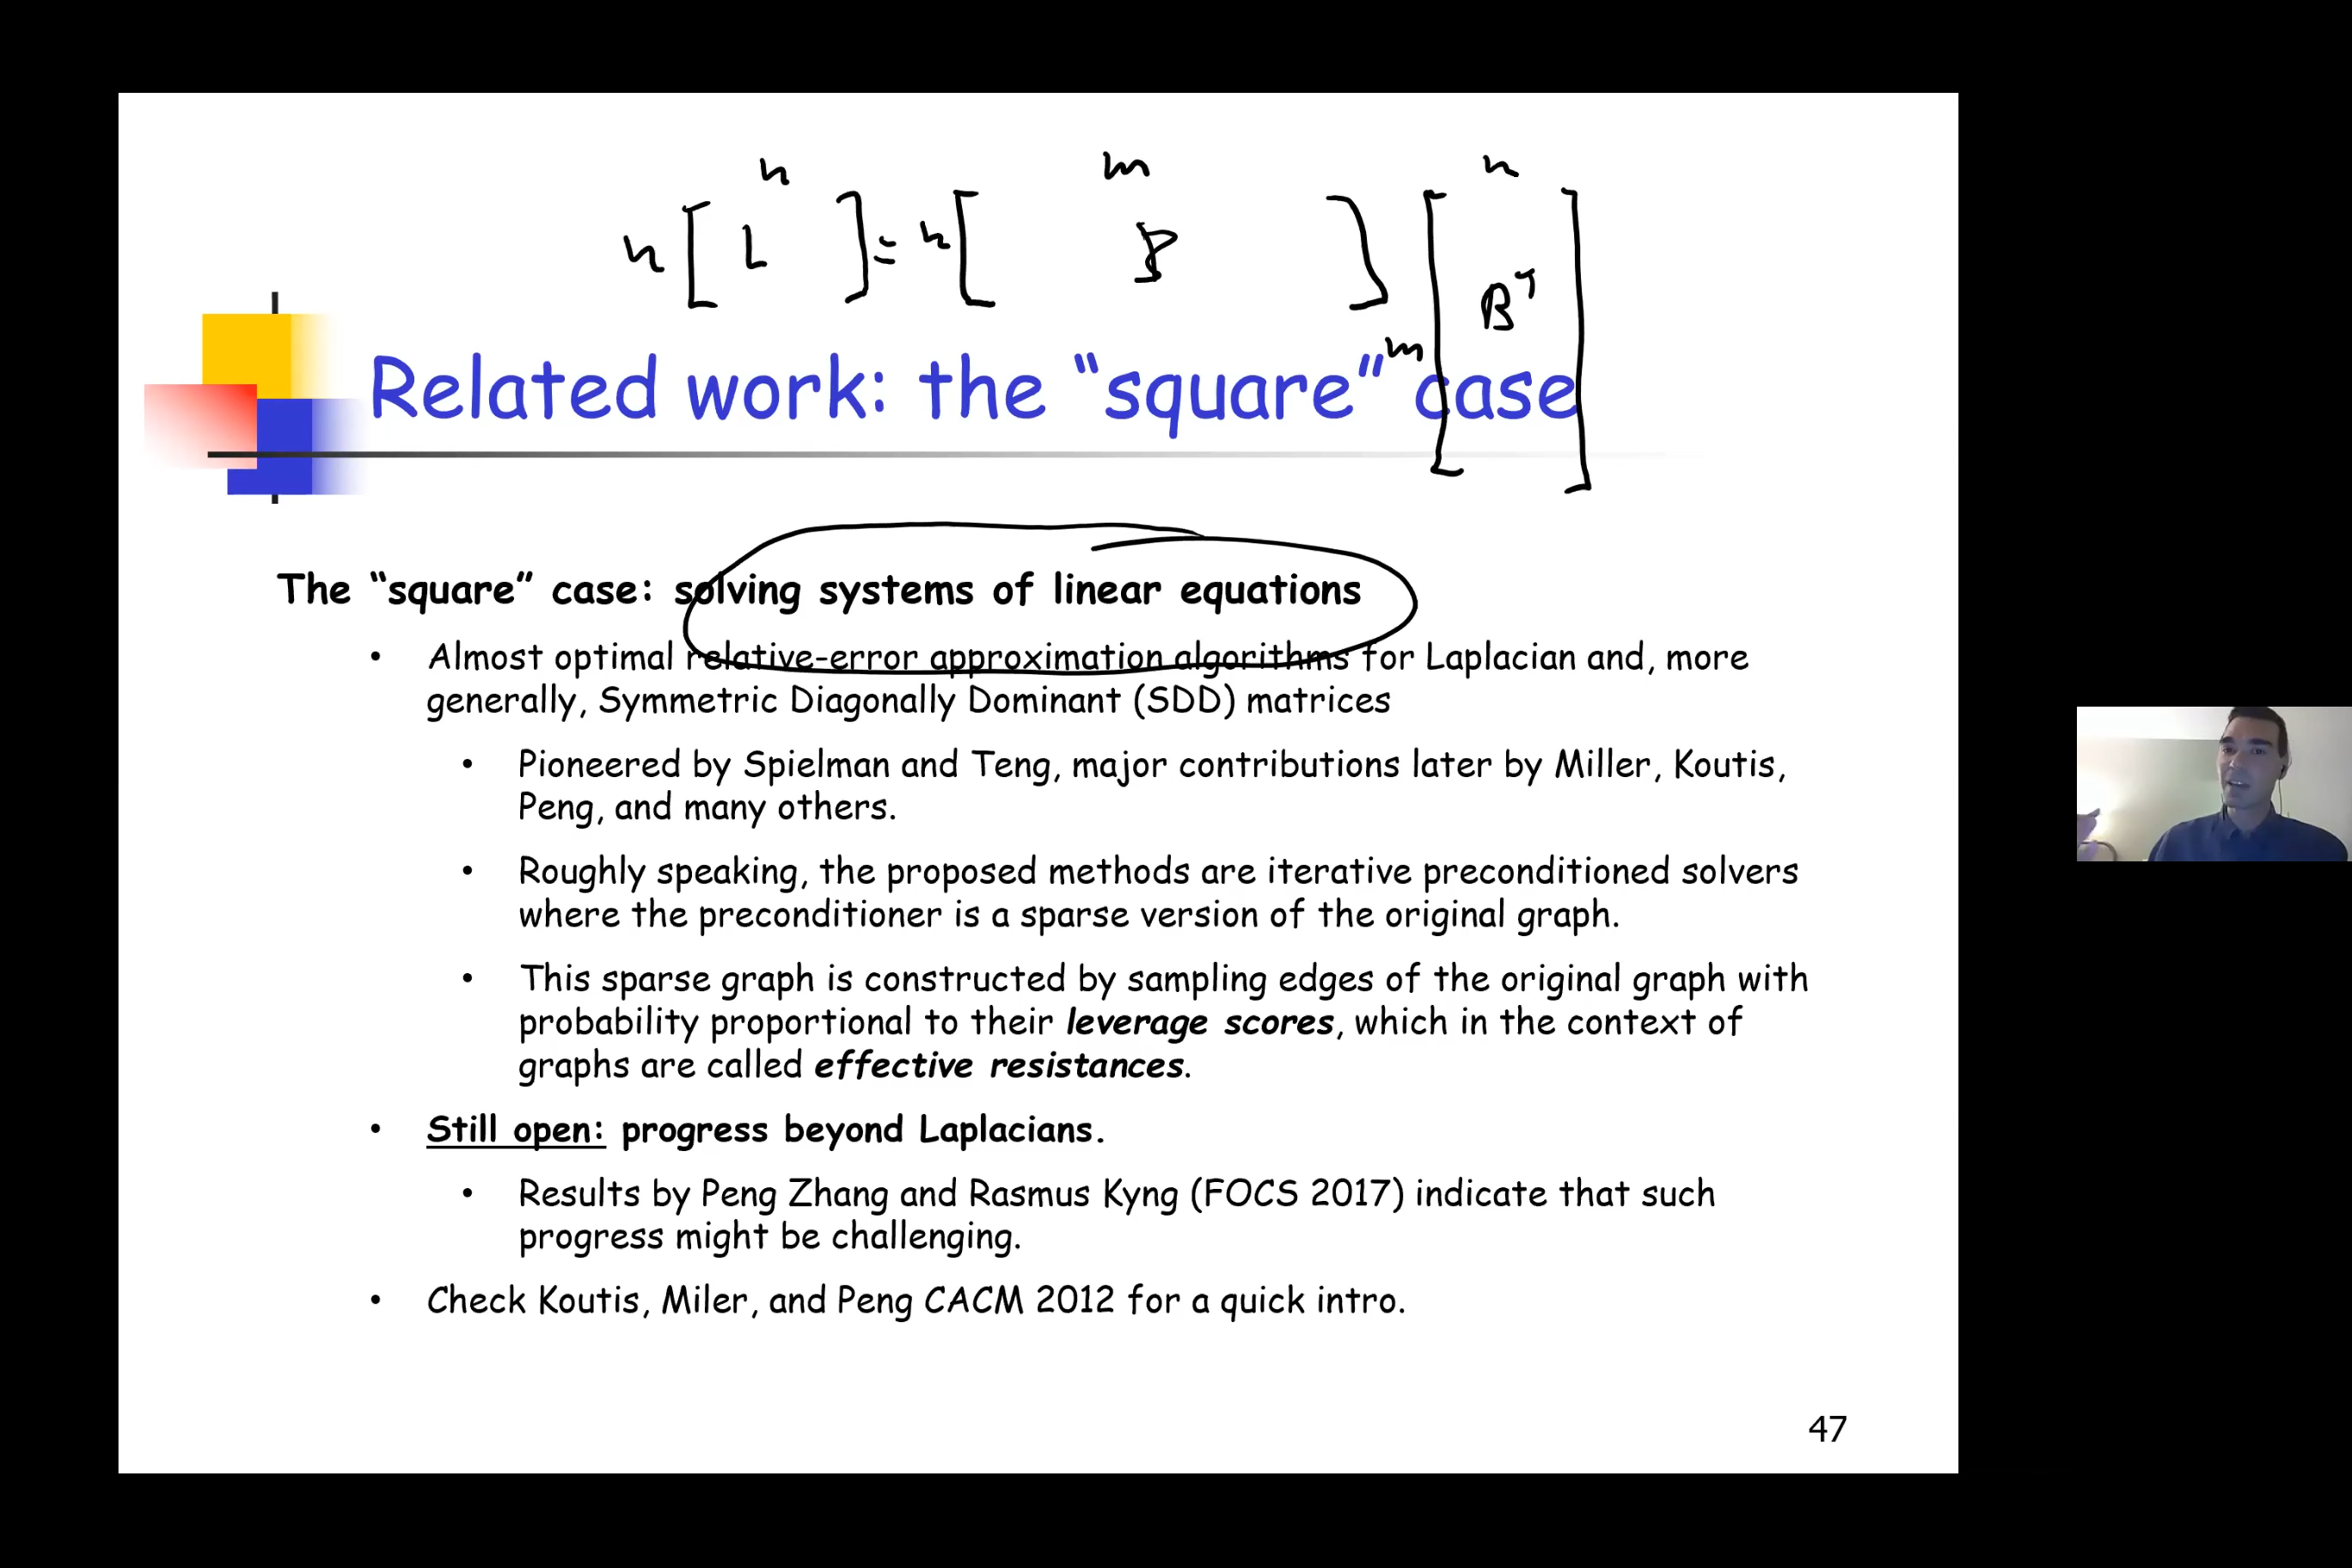 n m n
n [ L ] = n [ B ] [ B^T ]
m
Related work: the “square” case
The “square” case: solving systems of linear equations
• Almost optimal relative-error approximation algorithms for Laplacian and, more
generally, Symmetric Diagonally Dominant (SDD) matrices
• Pioneered by Spielman and Teng, major contributions later by Miller, Koutis,
Peng, and many others.
• Roughly speaking, the proposed methods are iterative preconditioned solvers
where the preconditioner is a sparse version of the original graph.
• This sparse graph is constructed by sampling edges of the original graph with
probability proportional to their leverage scores, which in the context of
graphs are called effective resistances.
• Still open: progress beyond Laplacians.
• Results by Peng Zhang and Rasmus Kyng (FOCS 2017) indicate that such
progress might be challenging.
• Check Koutis, Miler, and Peng CACM 2012 for a quick intro.
47